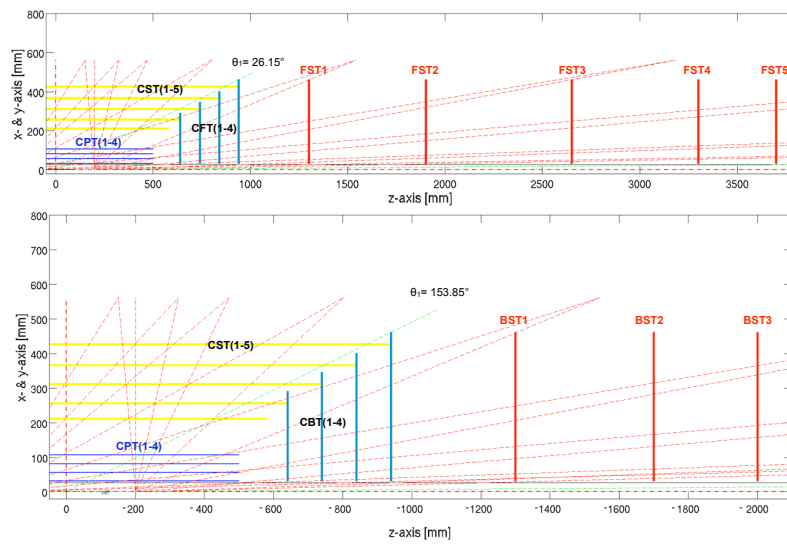 800
600
400
200
0
x- & y-axis [mm]
θ₁= 26.15°
CST(1-5)
CFT(1-4)
CPT(1-4)
FST1
FST2
FST3
FST4
FST5
0 500 1000 1500 2000 2500 3000 3500
z-axis [mm]
800
700
600
500
400
300
200
100
0
x- & y-axis [mm]
θ₁= 153.85°
CST(1-5)
CBT(1-4)
CPT(1-4)
BST1
BST2
BST3
0 -200 -400 -600 -800 -1000 -1200 -1400 -1600 -1800 -2000
z-axis [mm]